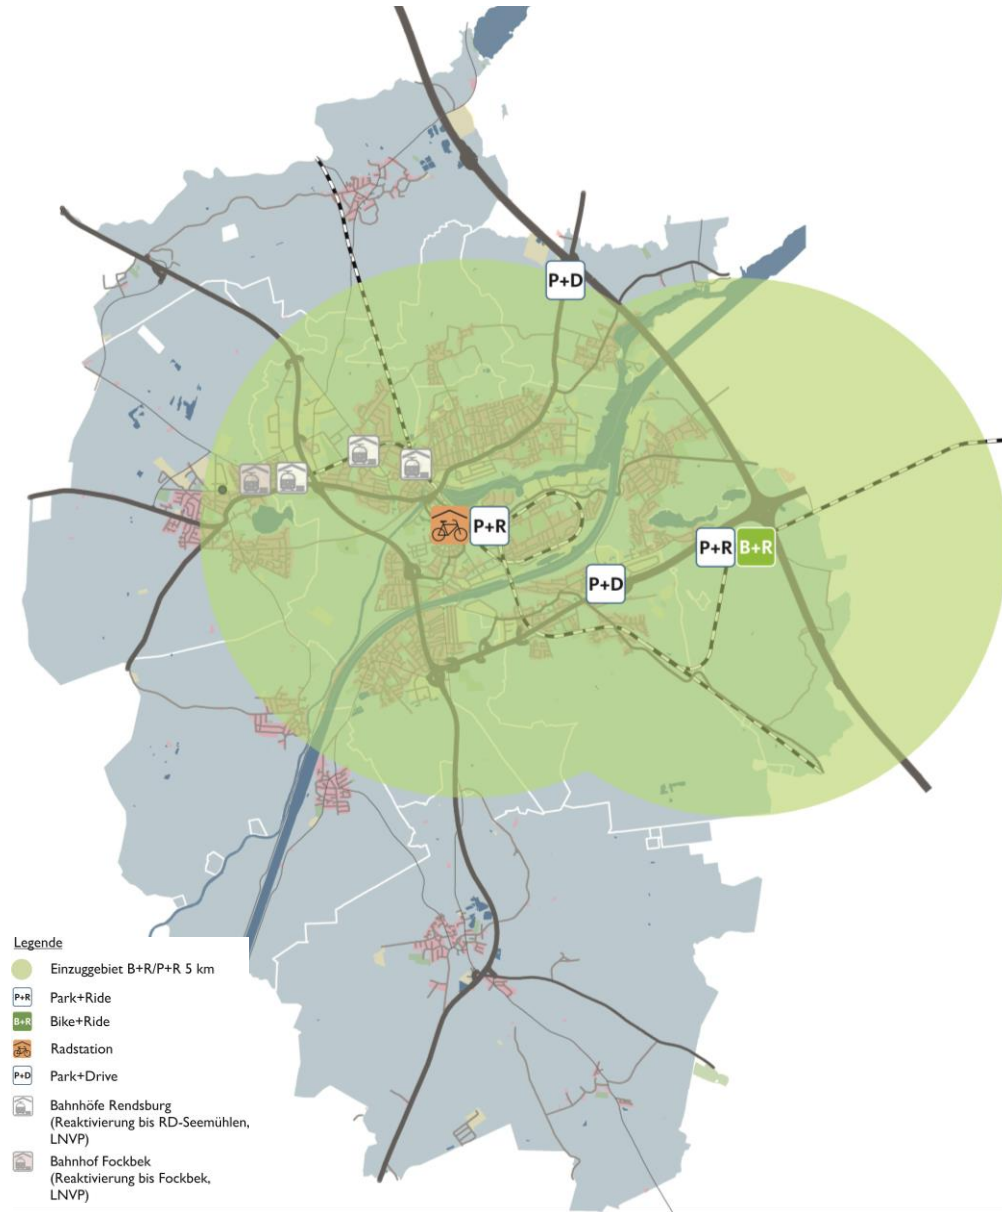 P+D
P+R
P+R
B+R
P+D
Legende
Einzuggebiet B+R/P+R 5 km
P+R Park+Ride
B+R Bike+Ride
Radstation
P+D Park+Drive
Bahnhöfe Rendsburg
(Reaktivierung bis RD-Seemühlen,
LNVP)
Bahnhof Fockbek
(Reaktivierung bis Fockbek,
LNVP)